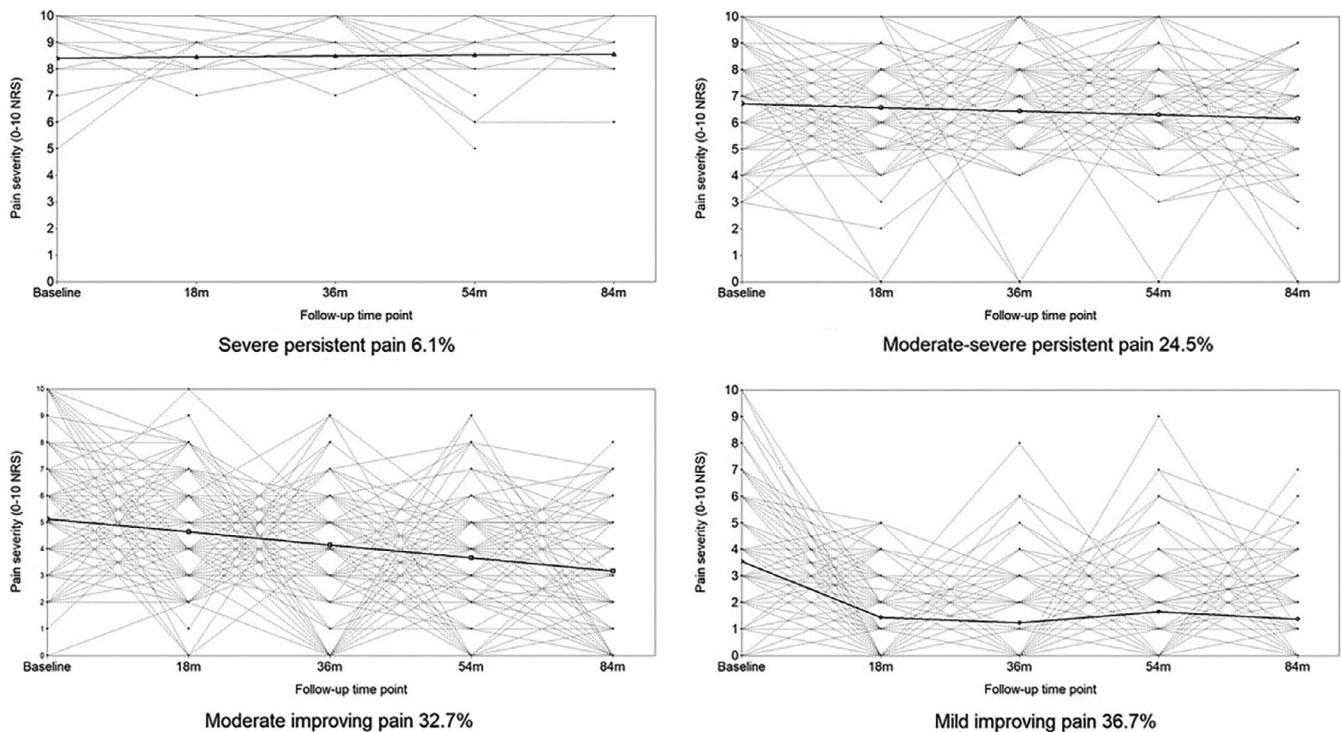 Pain severity (0-10 NRS)
10
9
8
7
6
5
4
3
2
1
0
Baseline 18m 36m 54m 84m
Follow-up time point
Severe persistent pain 6.1%
Pain severity (0-10 NRS)
10
9
8
7
6
5
4
3
2
1
0
Baseline 18m 36m 54m 84m
Follow-up time point
Moderate-severe persistent pain 24.5%
Pain severity (0-10 NRS)
10
9
8
7
6
5
4
3
2
1
0
Baseline 18m 36m 54m 84m
Follow-up time point
Moderate improving pain 32.7%
Pain severity (0-10 NRS)
10
9
8
7
6
5
4
3
2
1
0
Baseline 18m 36m 54m 84m
Follow-up time point
Mild improving pain 36.7%